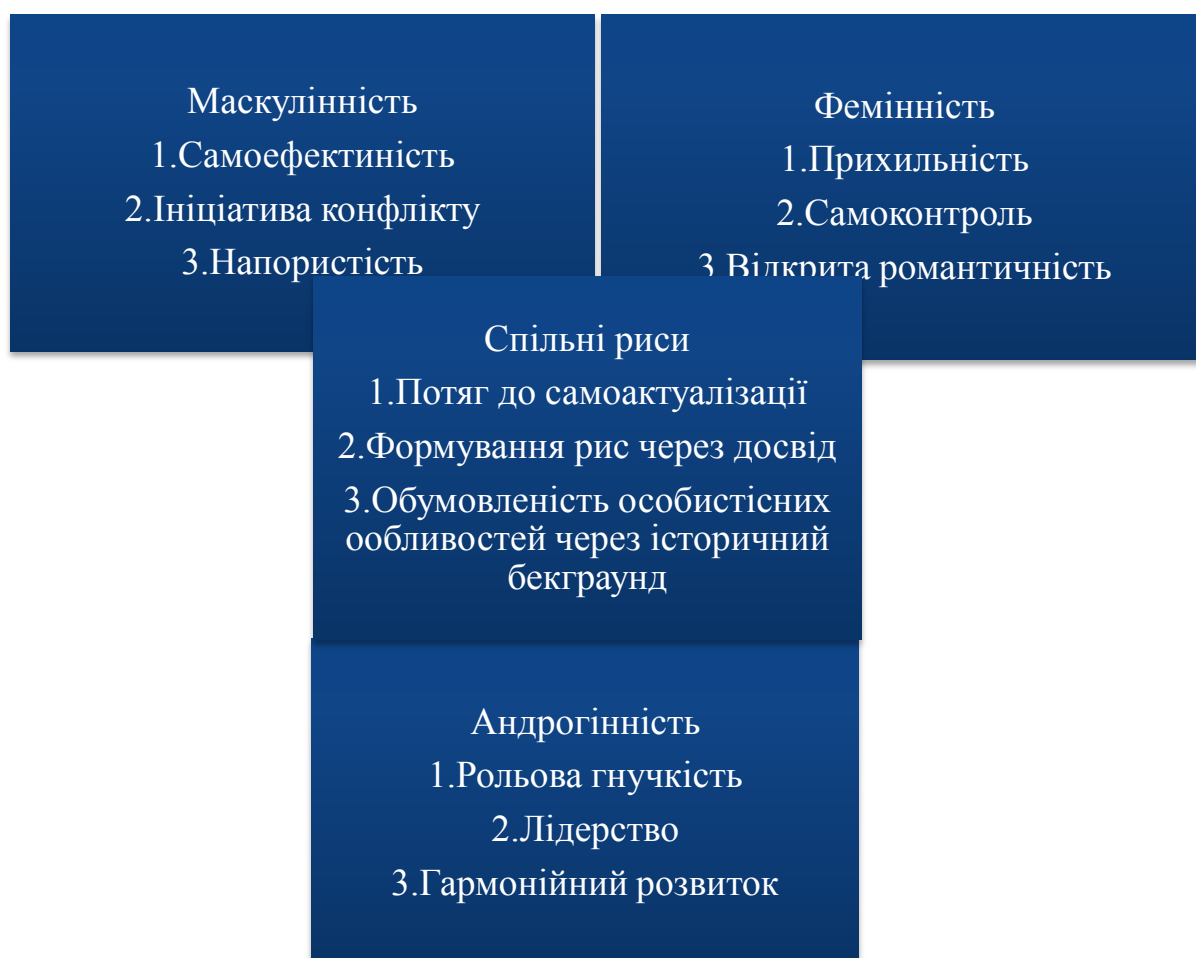 Маскулінність
1.Самоефектиність
2.Ініціатива конфлікту
3.Напористість
Фемінність
1.Прихильність
2.Самоконтроль
3.Відкрита романтичність
Спільні риси
1.Потяг до самоактуалізації
2.Формування рис через досвід
3.Обумовленість особистісних
ообливостей через історичний
бекграунд
Андрогінність
1.Рольова гнучкість
2.Лідерство
3.Гармонійний розвиток